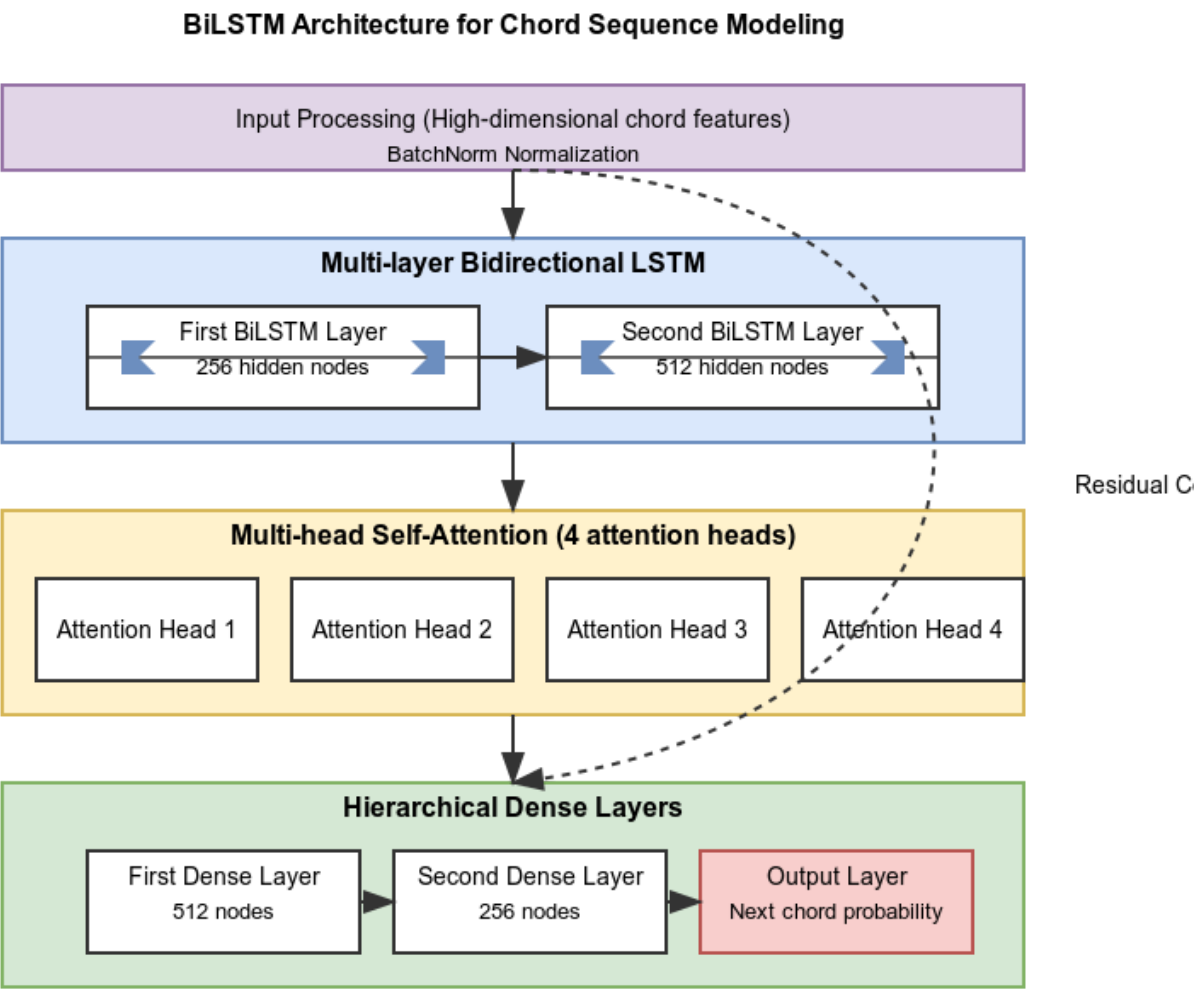 BiLSTM Architecture for Chord Sequence Modeling
Input Processing (High-dimensional chord features)
BatchNorm Normalization
Multi-layer Bidirectional LSTM
First BiLSTM Layer
256 hidden nodes
Second BiLSTM Layer
512 hidden nodes
Residual
Multi-head Self-Attention (4 attention heads)
Attention Head 1
Attention Head 2
Attention Head 3
Attention Head 4
Hierarchical Dense Layers
First Dense Layer
512 nodes
Second Dense Layer
256 nodes
Output Layer
Next chord probability